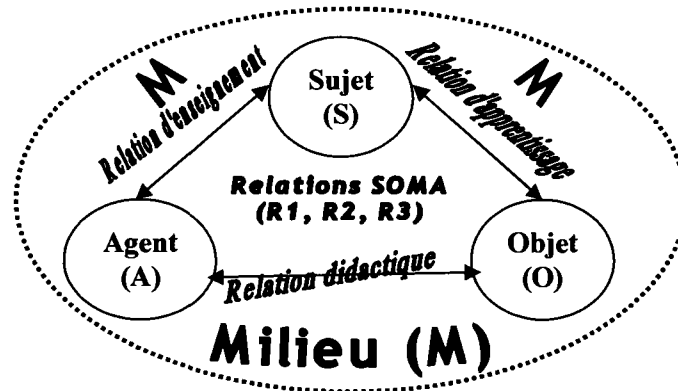 M
M
Sujet
(S)
Relation d'enseignement
Relation d'apprentissage
Relations SOMA
(R1, R2, R3)
Agent
(A)
Objet
(O)
Relation didactique
Milieu (M)